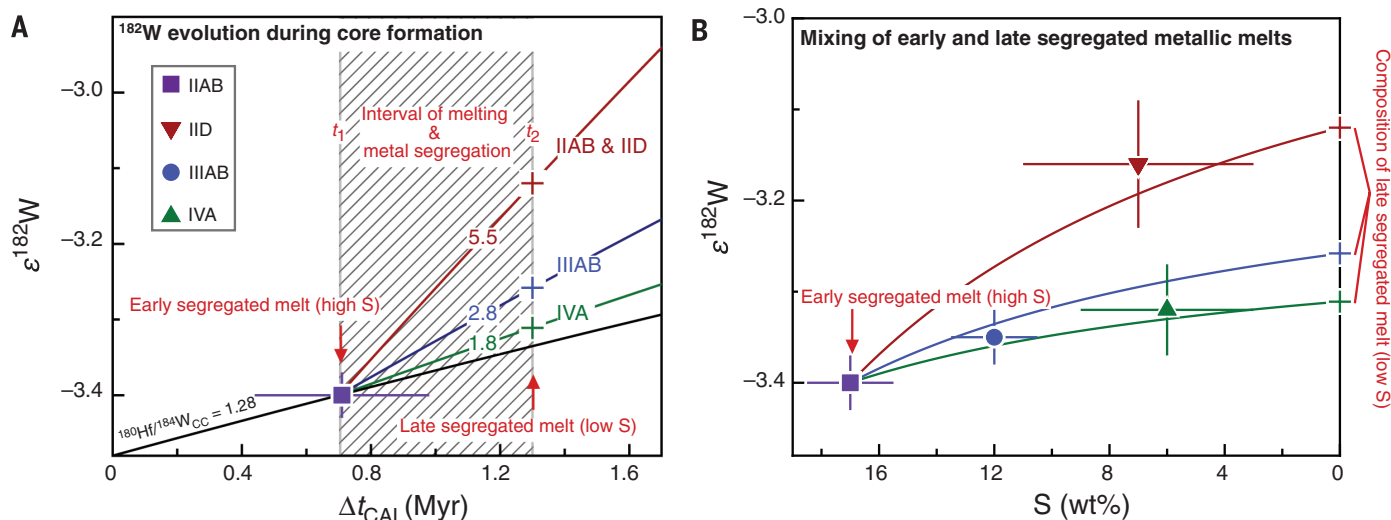 A
¹⁸²W evolution during core formation
IIAB
IID
IIIAB
IVA
Interval of melting
&
metal segregation
t₁
t₂
IIAB & IID
IIIAB
IVA
5.5
2.8
1.8
Early segregated melt (high S)
Late segregated melt (low S)
¹⁸⁰Hf/¹⁸⁴W_CC = 1.28
ε¹⁸²W
−3.0
−3.2
−3.4
0
0.4
0.8
1.2
1.6
Δt_CAI (Myr)
B
Mixing of early and late segregated metallic melts
Early segregated melt (high S)
Composition of late segregated melt (low S)
ε¹⁸²W
−3.0
−3.2
−3.4
16
12
8
4
0
S (wt%)